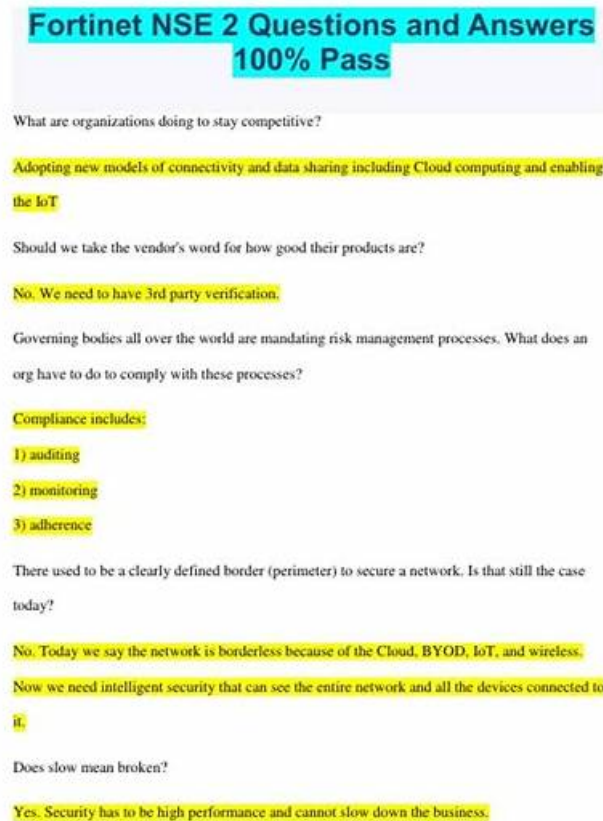 Fortinet NSE 2 Questions and Answers
100% Pass
What are organizations doing to stay competitive?
Adopting new models of connectivity and data sharing including Cloud computing and enabling
the IoT
Should we take the vendor's word for how good their products are?
No. We need to have 3rd party verification.
Governing bodies all over the world are mandating risk management processes. What does an
org have to do to comply with these processes?
Compliance includes:
1) auditing
2) monitoring
3) adherence
There used to be a clearly defined border (perimeter) to secure a network. Is that still the case
today?
No. Today we say the network is borderless because of the Cloud, BYOD, IoT, and wireless.
Now we need intelligent security that can see the entire network and all the devices connected to
it.
Does slow mean broken?
Yes. Security has to be high performance and cannot slow down the business.